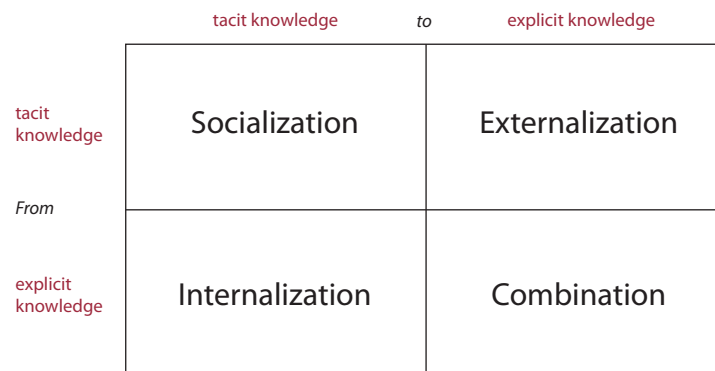 tacit knowledge to explicit knowledge
tacit
knowledge
Socialization Externalization
From
explicit
knowledge
Internalization Combination